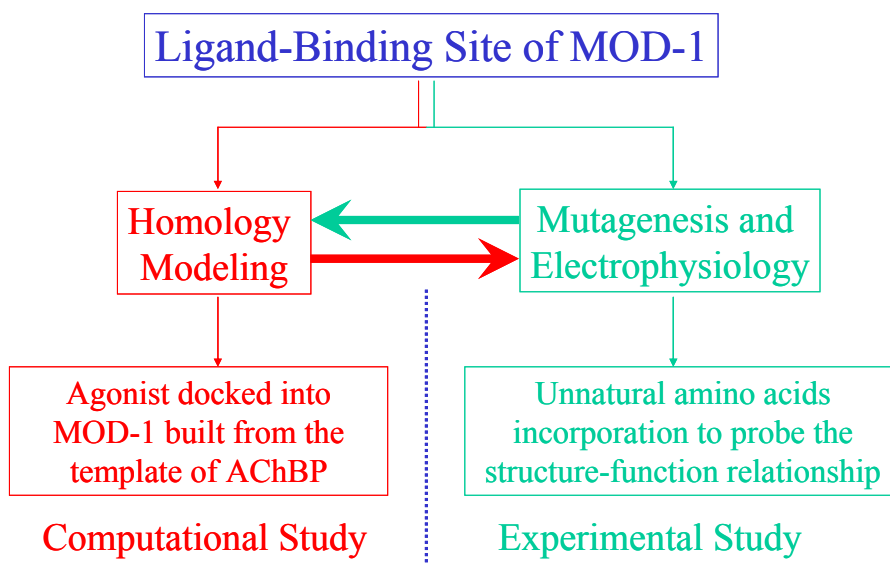 Ligand-Binding Site of MOD-1
Homology
Modeling
Mutagenesis and
Electrophysiology
Agonist docked into
MOD-1 built from the
template of AChBP
Unnatural amino acids
incorporation to probe the
structure-function relationship
Computational Study
Experimental Study